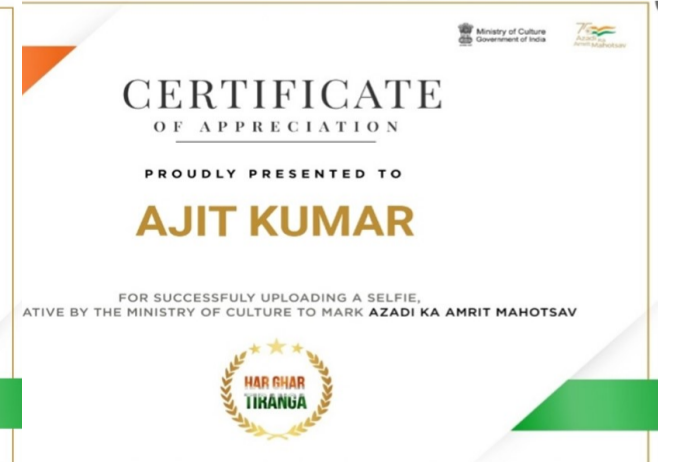 Ministry of Culture
Government of India
Azadi Ka
Amrit Mahotsav
CERTIFICATE
OF APPRECIATION
PROUDLY PRESENTED TO
AJIT KUMAR
FOR SUCCESSFULY UPLOADING A SELFIE,
ATIVE BY THE MINISTRY OF CULTURE TO MARK AZADI KA AMRIT MAHOTSAV
HAR GHAR
TIRANGA